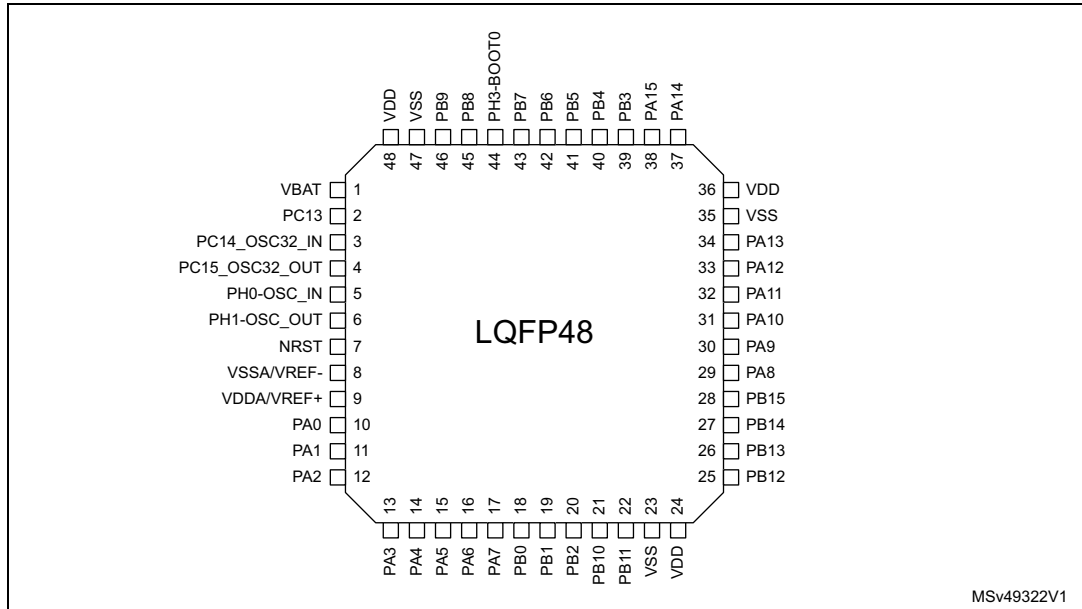 VDD
VSS
PB9
PB8
PH3-BOOT0
PB7
PB6
PB5
PB4
PB3
PA15
PA14
48
47
46
45
44
43
42
41
40
39
38
37
VBAT 1
PC13 2
PC14_OSC32_IN 3
PC15_OSC32_OUT 4
PH0-OSC_IN 5
PH1-OSC_OUT 6
NRST 7
VSSA/VREF- 8
VDDA/VREF+ 9
PA0 10
PA1 11
PA2 12
LQFP48
36 VDD
35 VSS
34 PA13
33 PA12
32 PA11
31 PA10
30 PA9
29 PA8
28 PB15
27 PB14
26 PB13
25 PB12
13
14
15
16
17
18
19
20
21
22
23
24
PA3
PA4
PA5
PA6
PA7
PB0
PB1
PB2
PB10
PB11
VSS
VDD
MSv49322V1